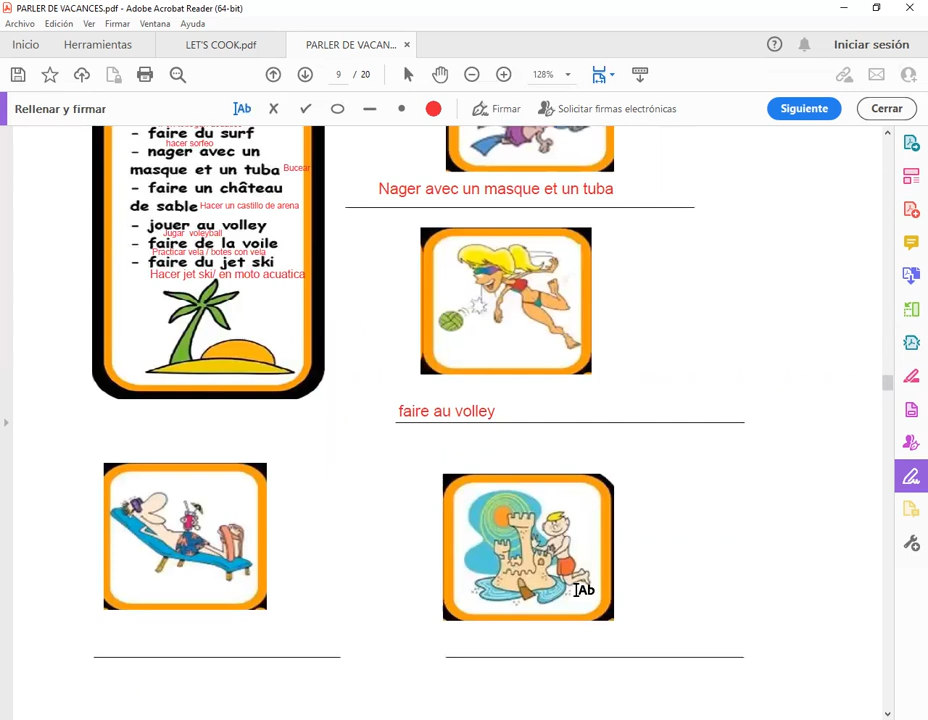 PARLER DE VACANCES.pdf - Adobe Acrobat Reader (64-bit)
Archivo Edición Ver Firmar Ventana Ayuda
Inicio Herramientas LET'S COOK.pdf PARLER DE VACAN... × Iniciar sesión
9 / 20 128%
Rellenar y firmar Ab Firmar Solicitar firmas electrónicas Siguiente Cerrar
- faire du surf
hacer sorfeo
- nager avec un
masque et un tuba Bucear
- faire un château
de sable Hacer un castillo de arena
- jouer au volley
Jugar voleyball
- faire de la voile
Practicar vela / botes con vela
- faire du jet ski
Hacer jet ski/ en moto acuatica
Nager avec un masque et un tuba
faire au volley
Ab